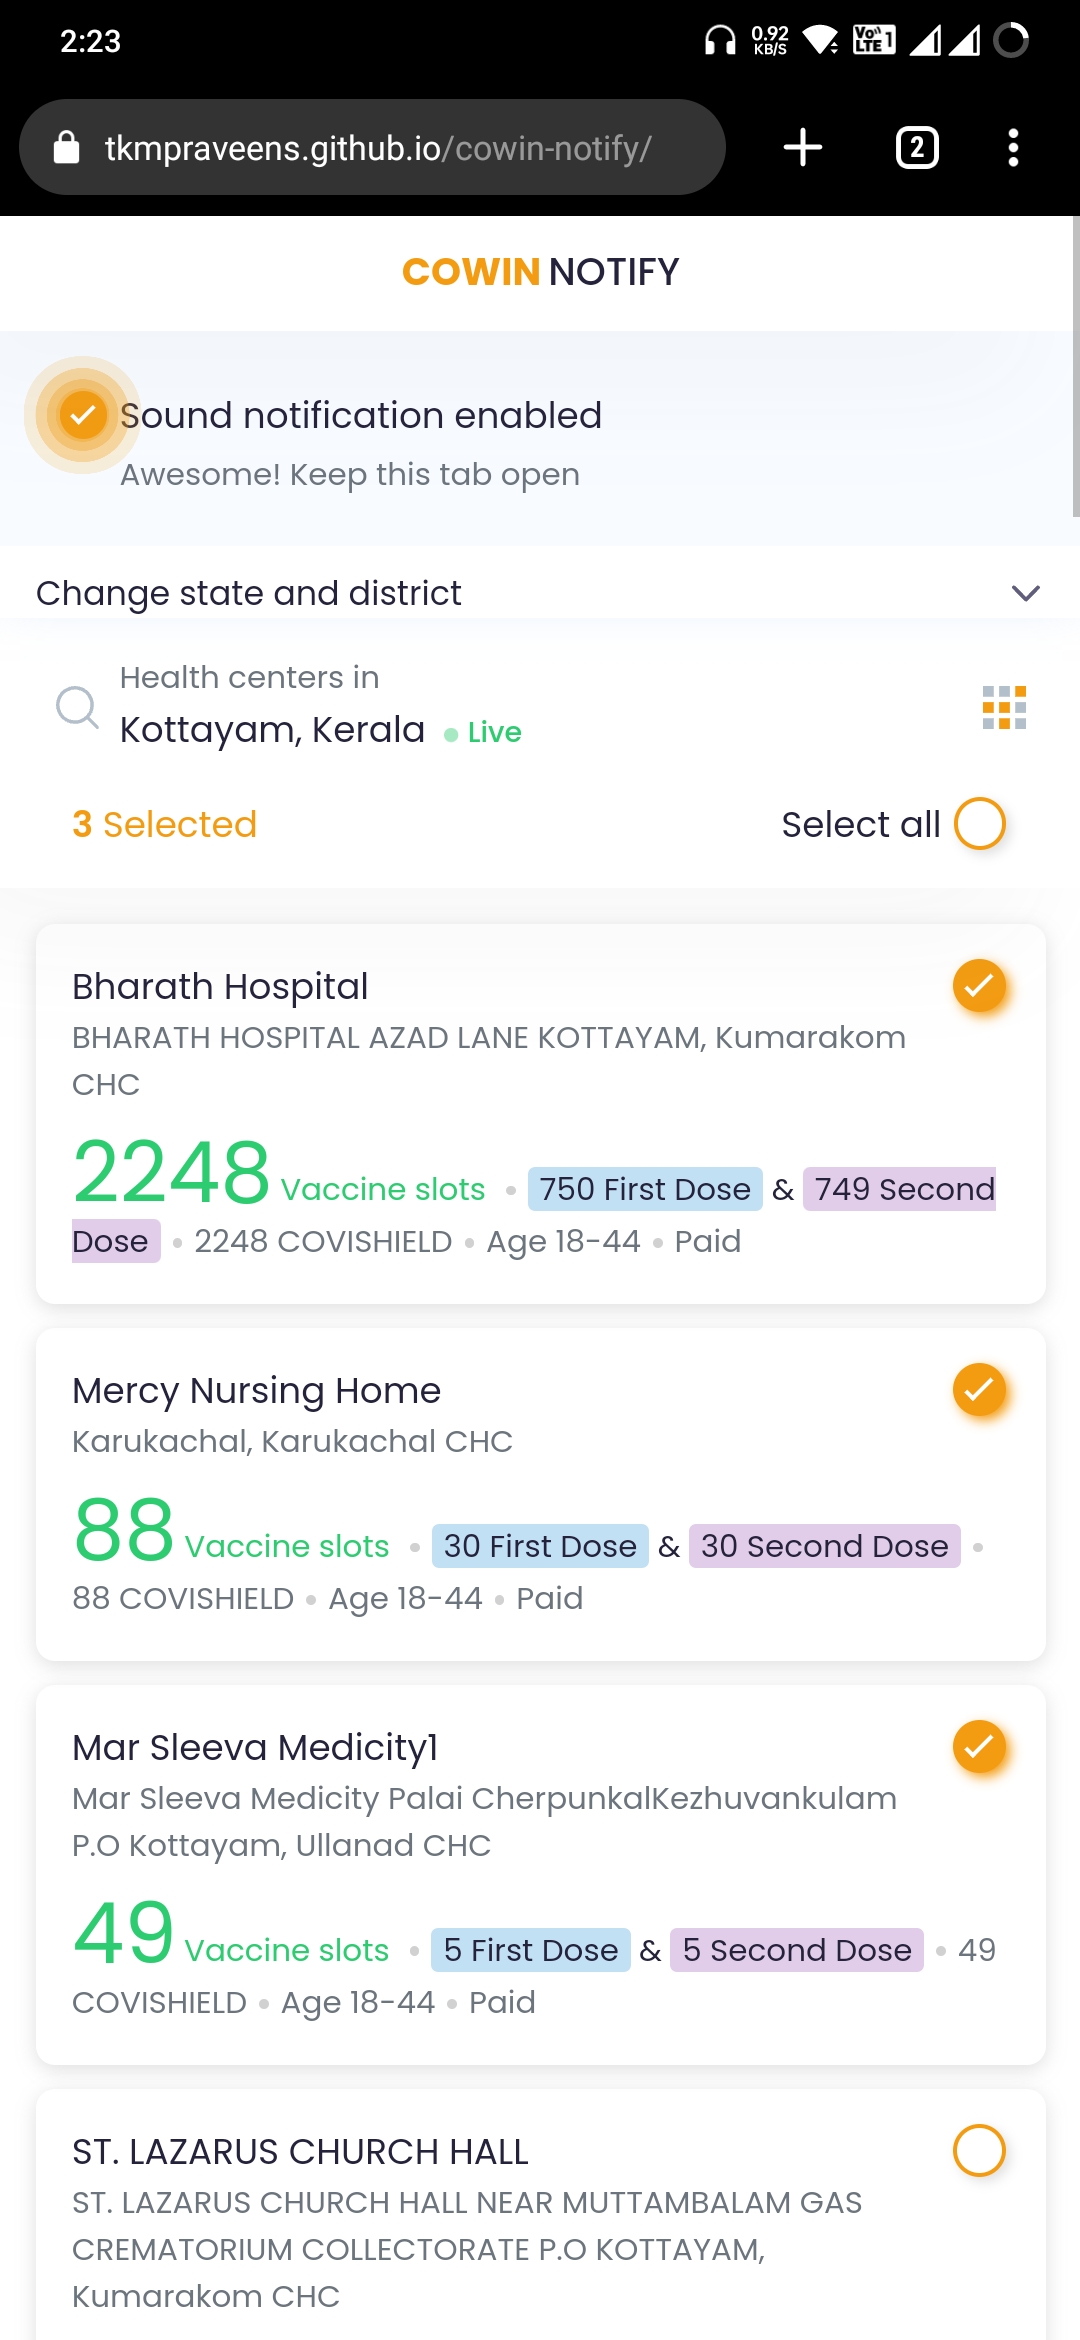 2:23
0.92
KB/S
Vo)) 1
LTE
tkmpraveens.github.io/cowin-notify/
2
COWIN NOTIFY
Sound notification enabled
Awesome! Keep this tab open
Change state and district
Health centers in
Kottayam, Kerala Live
3 Selected Select all
Bharath Hospital
BHARATH HOSPITAL AZAD LANE KOTTAYAM, Kumarakom
CHC
2248 Vaccine slots • 750 First Dose & 749 Second
Dose • 2248 COVISHIELD • Age 18-44 • Paid
Mercy Nursing Home
Karukachal, Karukachal CHC
88 Vaccine slots • 30 First Dose & 30 Second Dose •
88 COVISHIELD • Age 18-44 • Paid
Mar Sleeva Medicity1
Mar Sleeva Medicity Palai CherpunkalKezhuvankulam
P.O Kottayam, Ullanad CHC
49 Vaccine slots • 5 First Dose & 5 Second Dose • 49
COVISHIELD • Age 18-44 • Paid
ST. LAZARUS CHURCH HALL
ST. LAZARUS CHURCH HALL NEAR MUTTAMBALAM GAS
CREMATORIUM COLLECTORATE P.O KOTTAYAM,
Kumarakom CHC